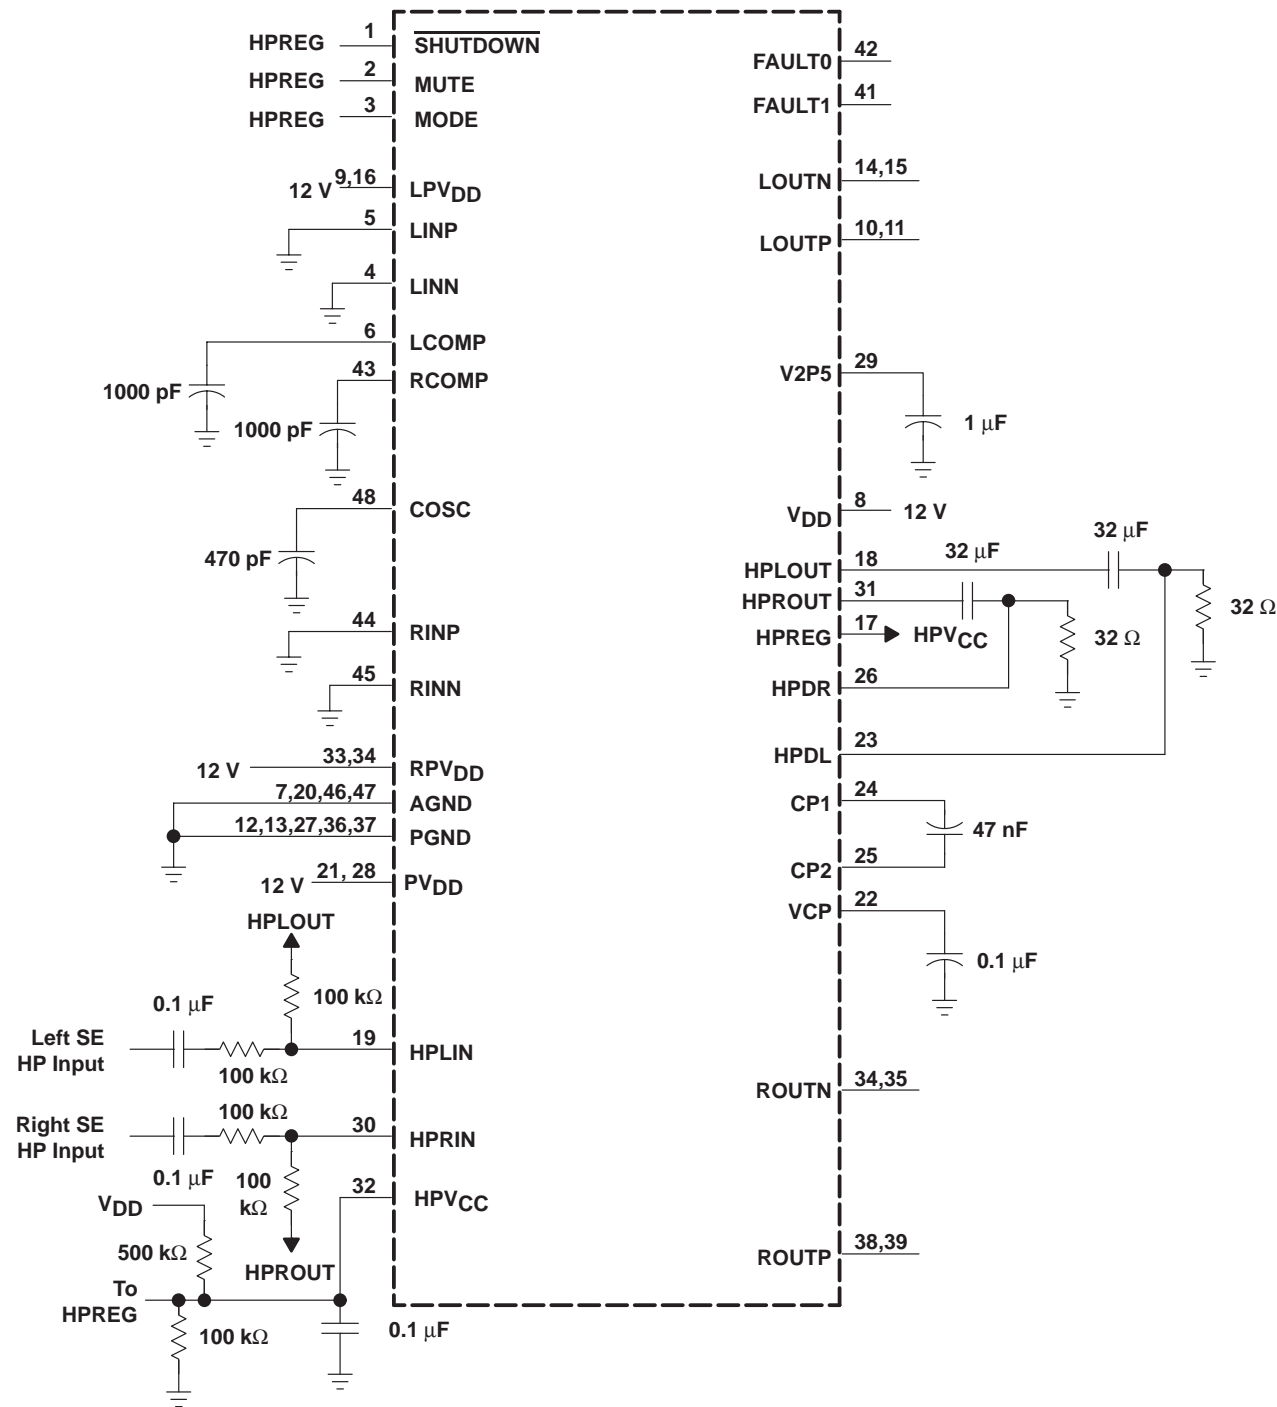 HPREG 1 SHUTDOWN
HPREG 2 MUTE
HPREG 3 MODE
12 V 9,16 LPVDD
5 LINP
4 LINN
6 LCOMP
1000 pF
43 RCOMP
1000 pF
48 COSC
470 pF
44 RINP
45 RINN
12 V 33,34 RPVDD
7,20,46,47 AGND
12,13,27,36,37 PGND
12 V 21, 28 PVDD
HPLOUT
100 kΩ
0.1 μF
Left SE
HP Input
100 kΩ
19 HPLIN
Right SE
HP Input
100 kΩ
0.1 μF
30 HPRIN
100
kΩ
HPROUT
32 HPVCC
VDD
500 kΩ
To
HPREG
100 kΩ
0.1 μF
FAULT0 42
FAULT1 41
LOUTN 14,15
LOUTP 10,11
V2P5 29
1 μF
VDD 8 12 V
32 μF
32 μF
HPLOUT 18
32 Ω
HPROUT 31
32 Ω
HPREG 17 HPVCC
HPDR 26
HPDL 23
CP1 24
47 nF
CP2 25
VCP 22
0.1 μF
ROUTN 34,35
ROUTP 38,39